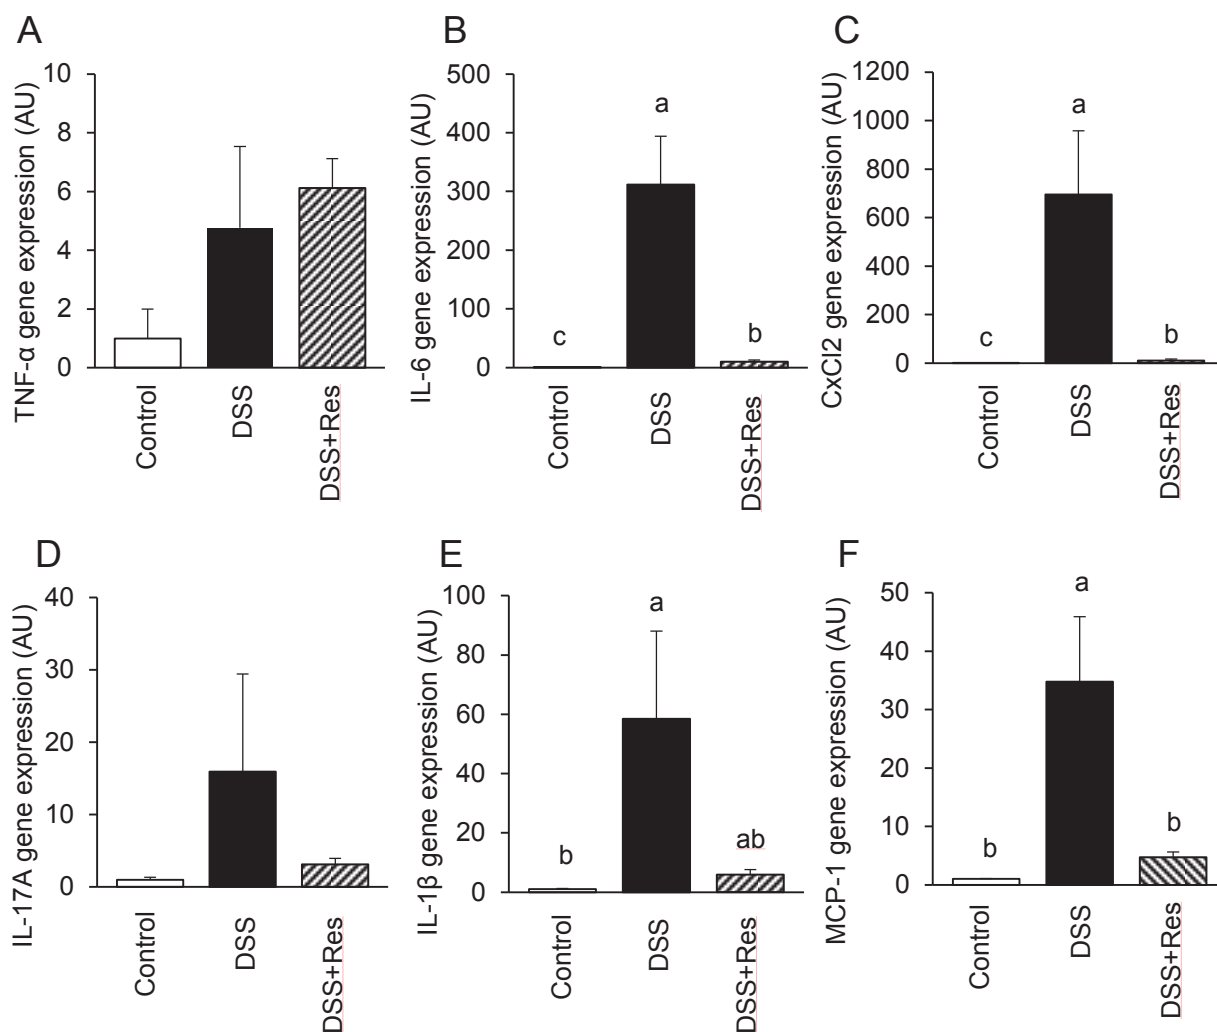 A
TNF-α gene expression (AU)
10
8
6
4
2
0
Control
DSS
DSS+Res
B
IL-6 gene expression (AU)
500
400
300
200
100
0
c
a
b
Control
DSS
DSS+Res
C
CxCl2 gene expression (AU)
1200
1000
800
600
400
200
0
c
a
b
Control
DSS
DSS+Res
D
IL-17A gene expression (AU)
40
30
20
10
0
Control
DSS
DSS+Res
E
IL-1β gene expression (AU)
100
80
60
40
20
0
b
a
ab
Control
DSS
DSS+Res
F
MCP-1 gene expression (AU)
50
40
30
20
10
0
b
a
b
Control
DSS
DSS+Res